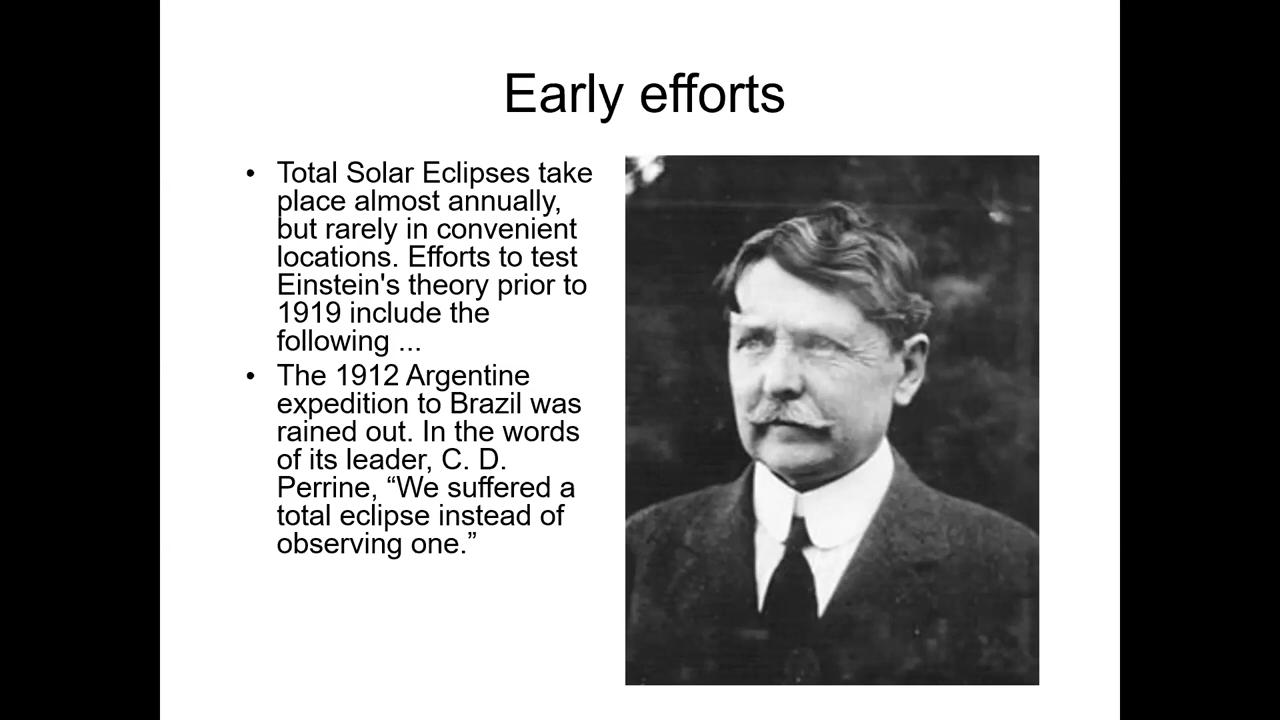 Early efforts
• Total Solar Eclipses take
place almost annually,
but rarely in convenient
locations. Efforts to test
Einstein's theory prior to
1919 include the
following ...
• The 1912 Argentine
expedition to Brazil was
rained out. In the words
of its leader, C. D.
Perrine, “We suffered a
total eclipse instead of
observing one.”